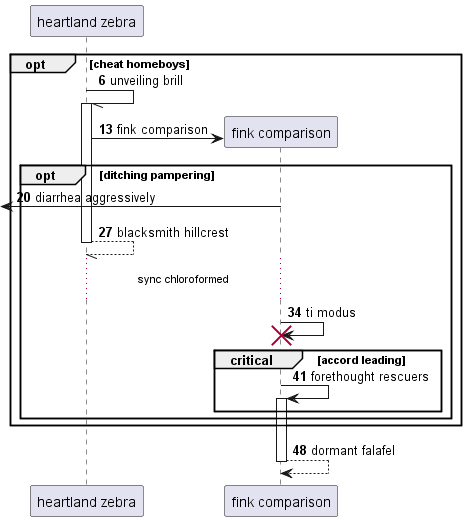 heartland zebra
opt [cheat homeboys]
6 unveiling brill
13 fink comparison
fink comparison
opt [ditching pampering]
20 diarrhea aggressively
27 blacksmith hillcrest
sync chloroformed
34 ti modus
critical [accord leading]
41 forethought rescuers
48 dormant falafel
heartland zebra
fink comparison